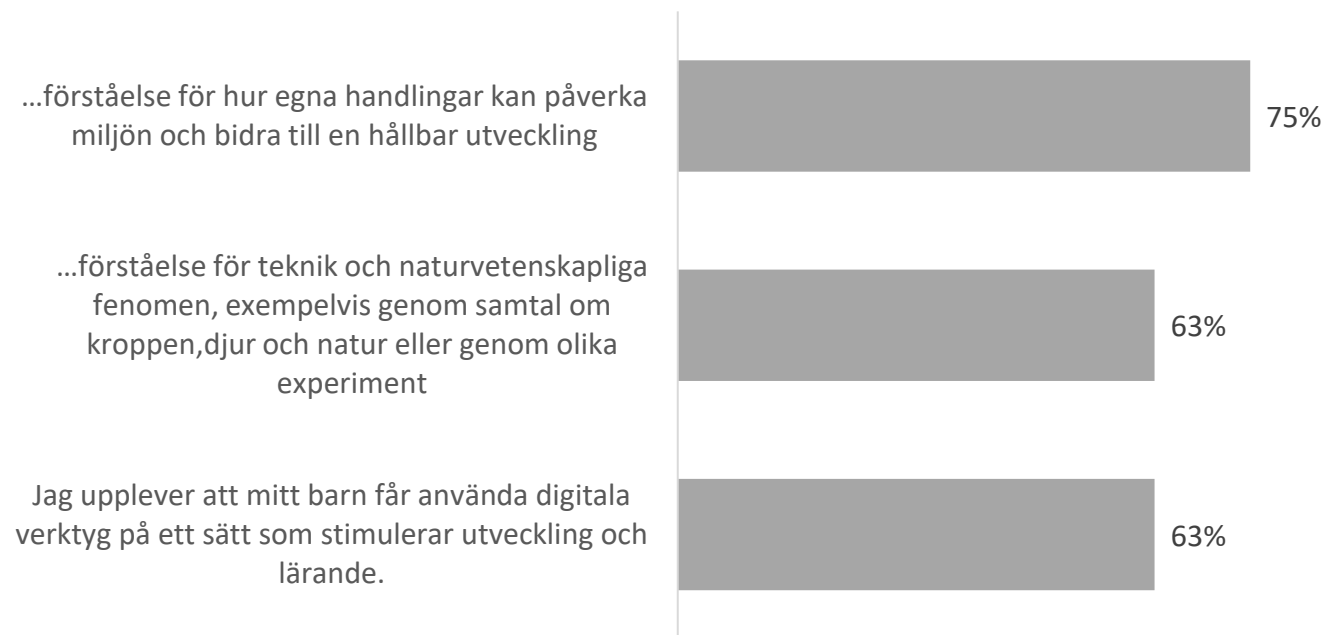 …förståelse för hur egna handlingar kan påverka
miljön och bidra till en hållbar utveckling
75%
…förståelse för teknik och naturvetenskapliga
fenomen, exempelvis genom samtal om
kroppen,djur och natur eller genom olika
experiment
63%
Jag upplever att mitt barn får använda digitala
verktyg på ett sätt som stimulerar utveckling och
lärande.
63%